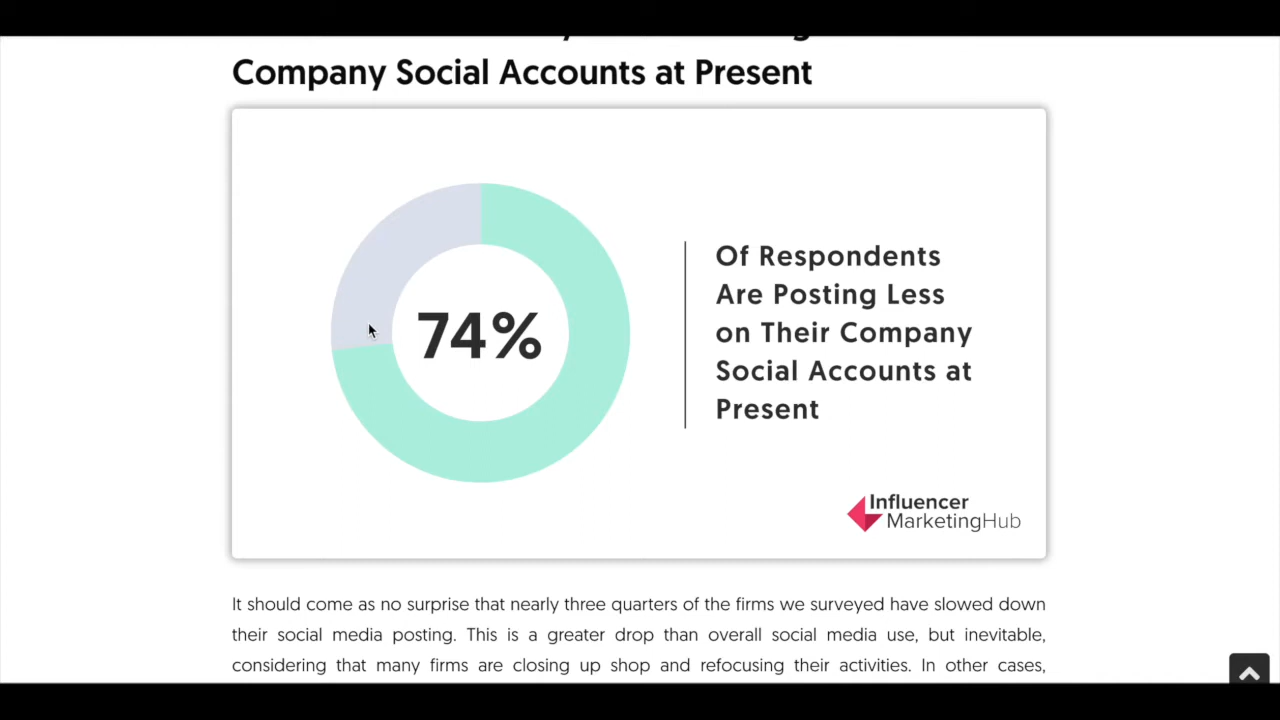 Company Social Accounts at Present
74%
Of Respondents
Are Posting Less
on Their Company
Social Accounts at
Present
Influencer
MarketingHub
It should come as no surprise that nearly three quarters of the firms we surveyed have slowed down
their social media posting. This is a greater drop than overall social media use, but inevitable,
considering that many firms are closing up shop and refocusing their activities. In other cases,